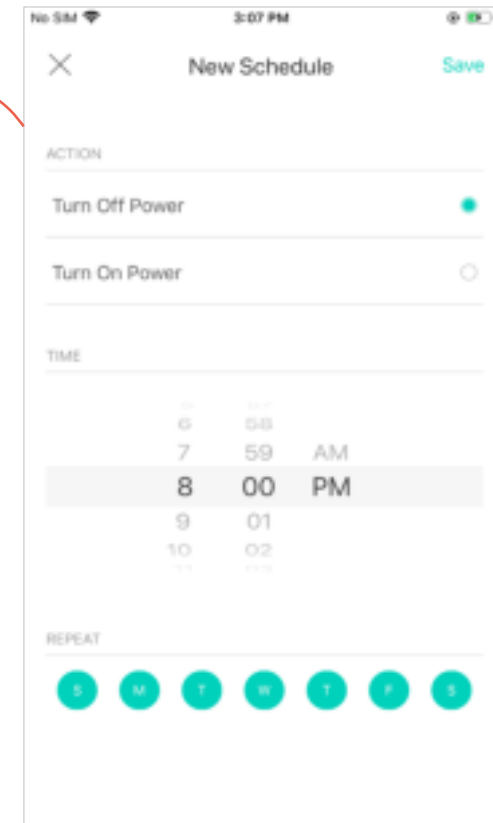 No SIM 3:07 PM
New Schedule Save
ACTION
Turn Off Power
Turn On Power
TIME
6 58
7 59 AM
8 00 PM
9 01
10 02
REPEAT
S M T W T F S